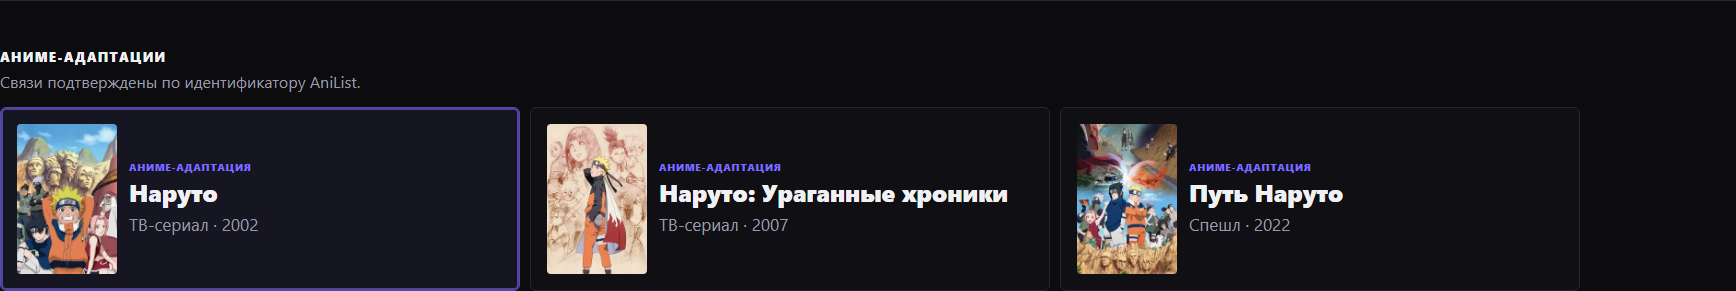 АНИМЕ-АДАПТАЦИИ
Связи подтверждены по идентификатору AniList.
АНИМЕ-АДАПТАЦИЯ
Наруто
ТВ-сериал · 2002
АНИМЕ-АДАПТАЦИЯ
Наруто: Ураганные хроники
ТВ-сериал · 2007
АНИМЕ-АДАПТАЦИЯ
Путь Наруто
Спешл · 2022